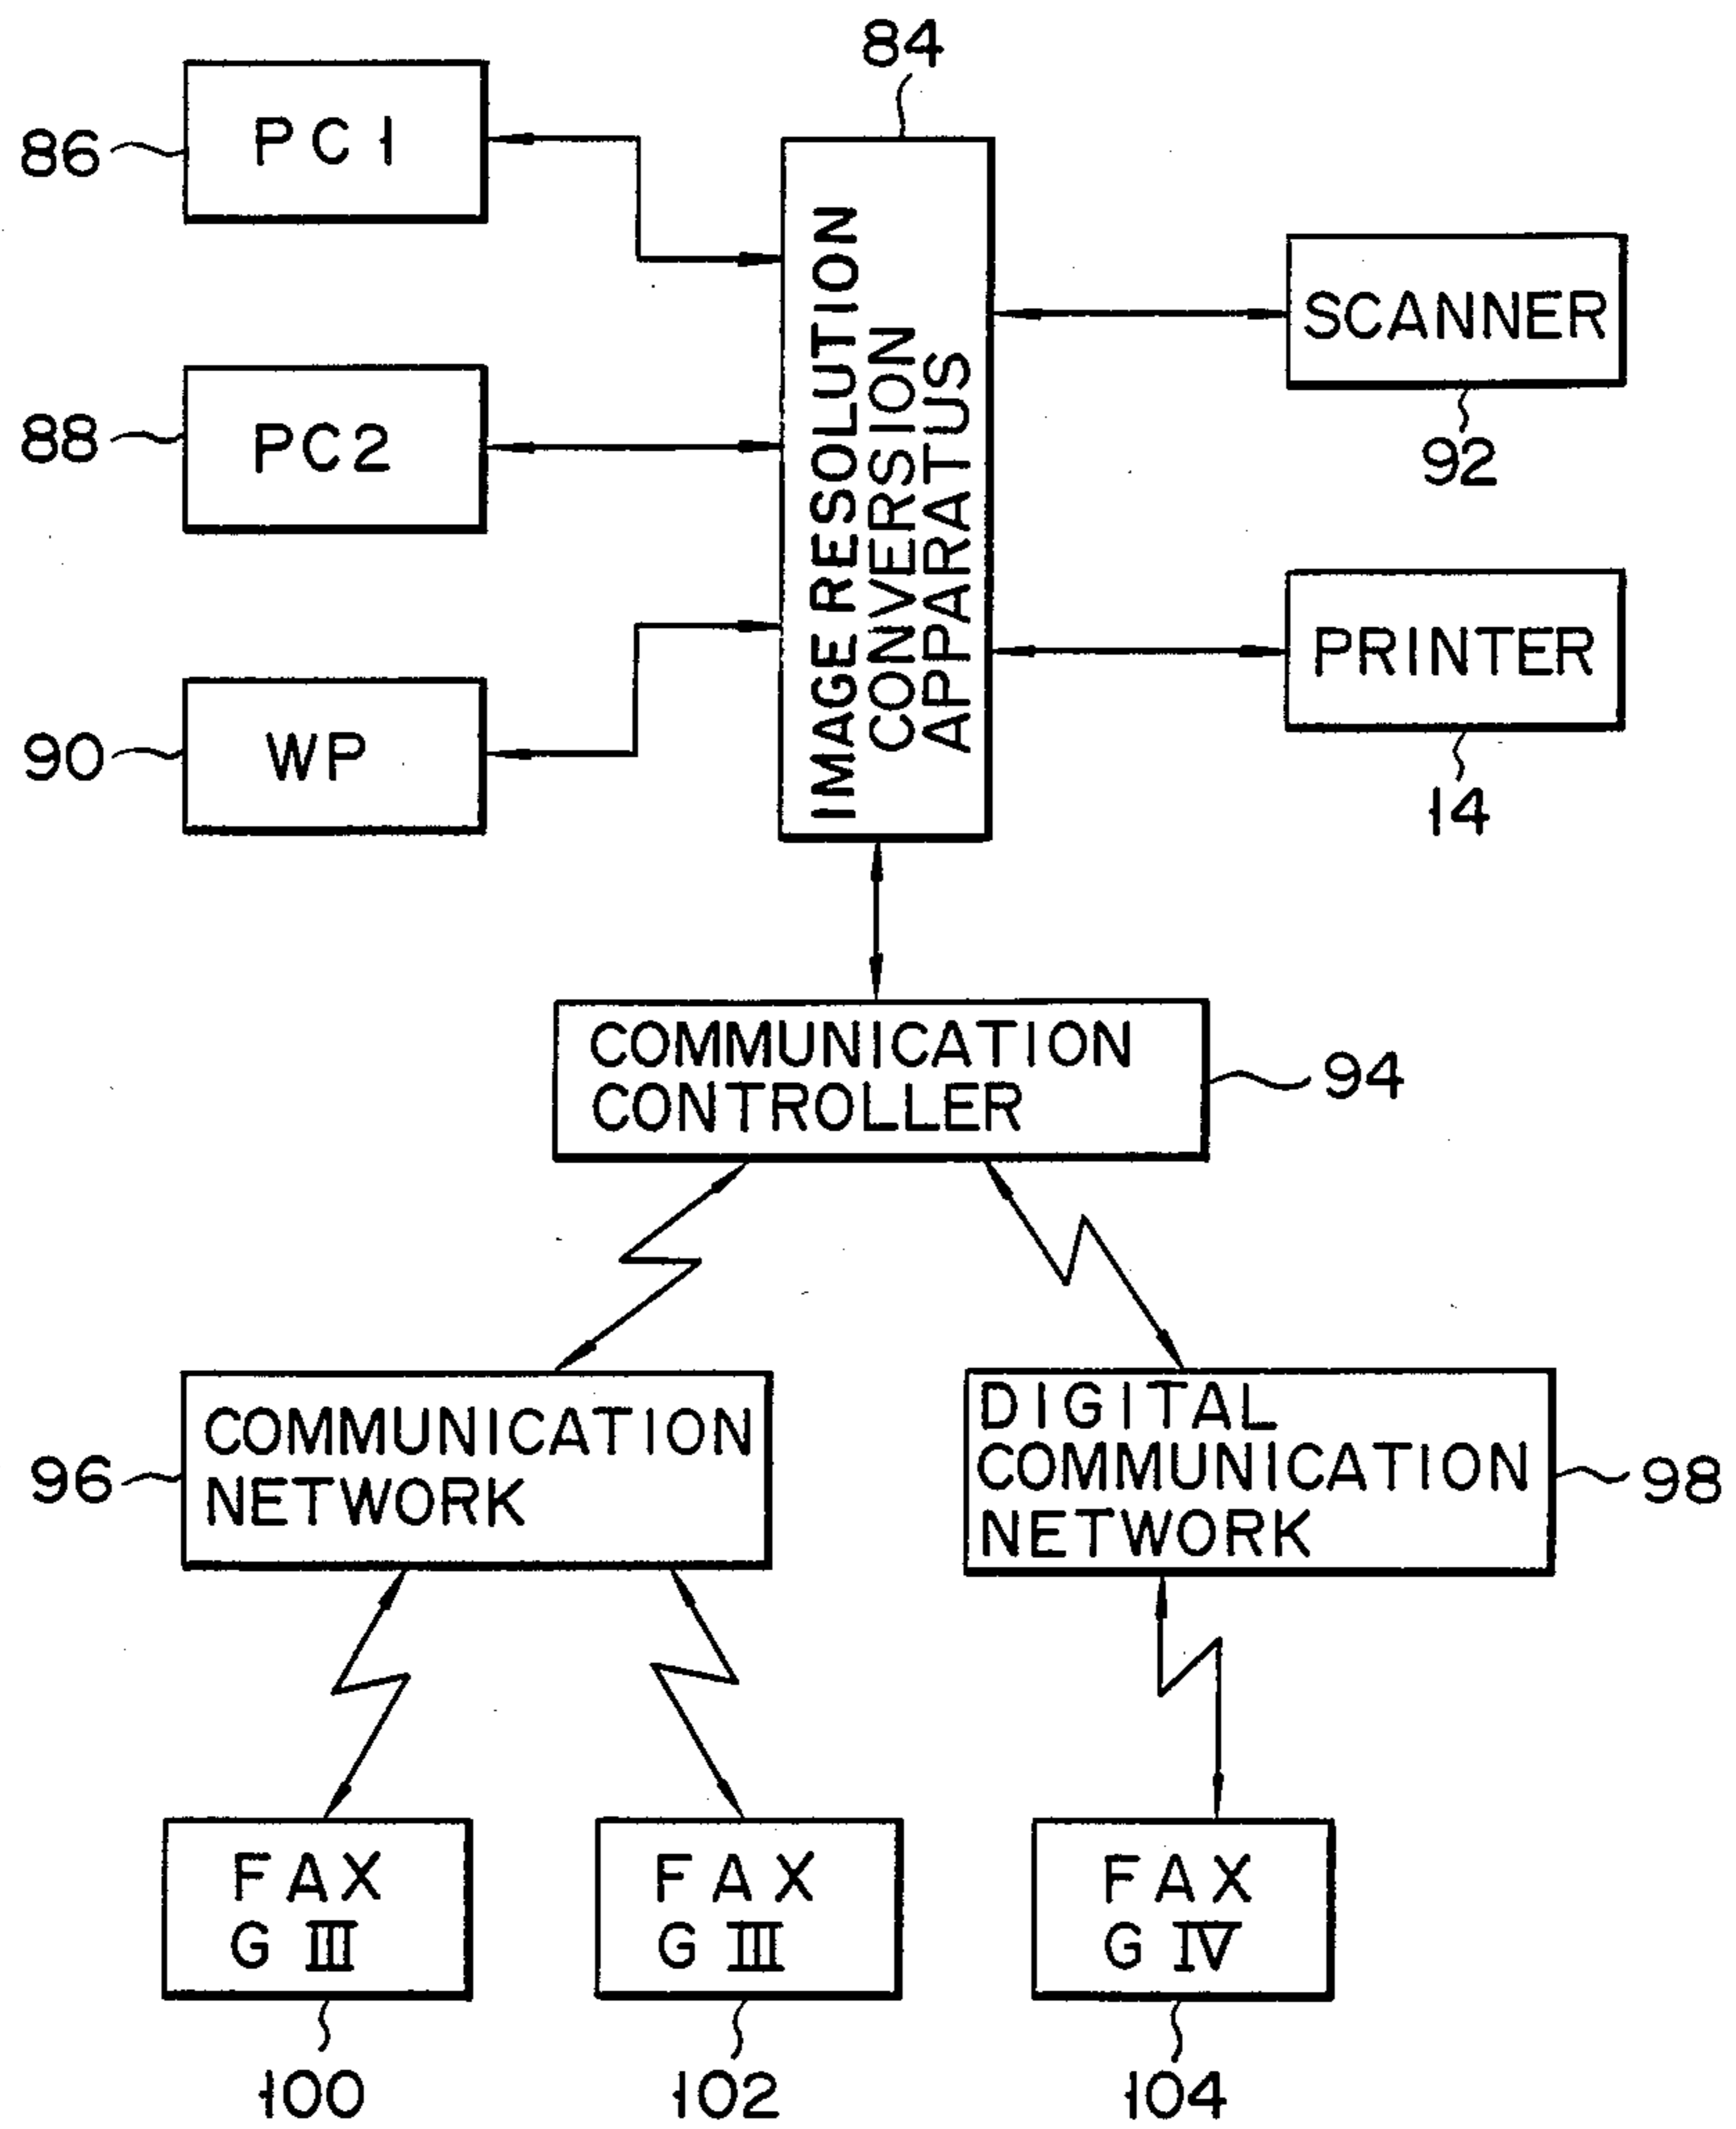 84
86
PC1
IMAGE RESOLUTION
CONVERSION
APPARATUS
SCANNER
92
88
PC2
PRINTER
14
90
WP
COMMUNICATION
CONTROLLER
94
96
COMMUNICATION
NETWORK
DIGITAL
COMMUNICATION
NETWORK
98
FAX
G III
FAX
G III
FAX
G IV
100
102
104